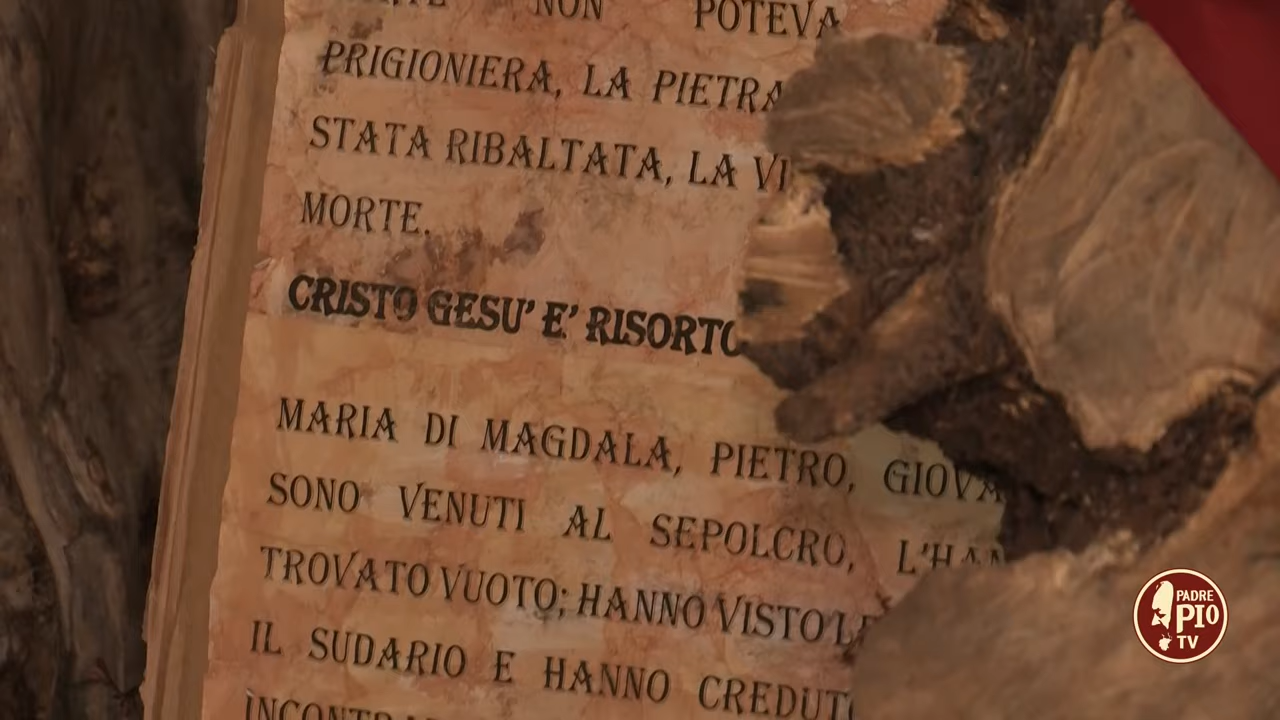 NON POTEVA
PRIGIONIERA, LA PIETRA
STATA RIBALTATA, LA
MORTE.
CRISTO GESU' E' RISORTO
MARIA DI MAGDALA, PIETRO,
SONO VENUTI AL SEPOLCRO,
TROVATO VUOTO; HANNO VISTO
IL SUDARIO E HANNO
PADRE
PIO
TV